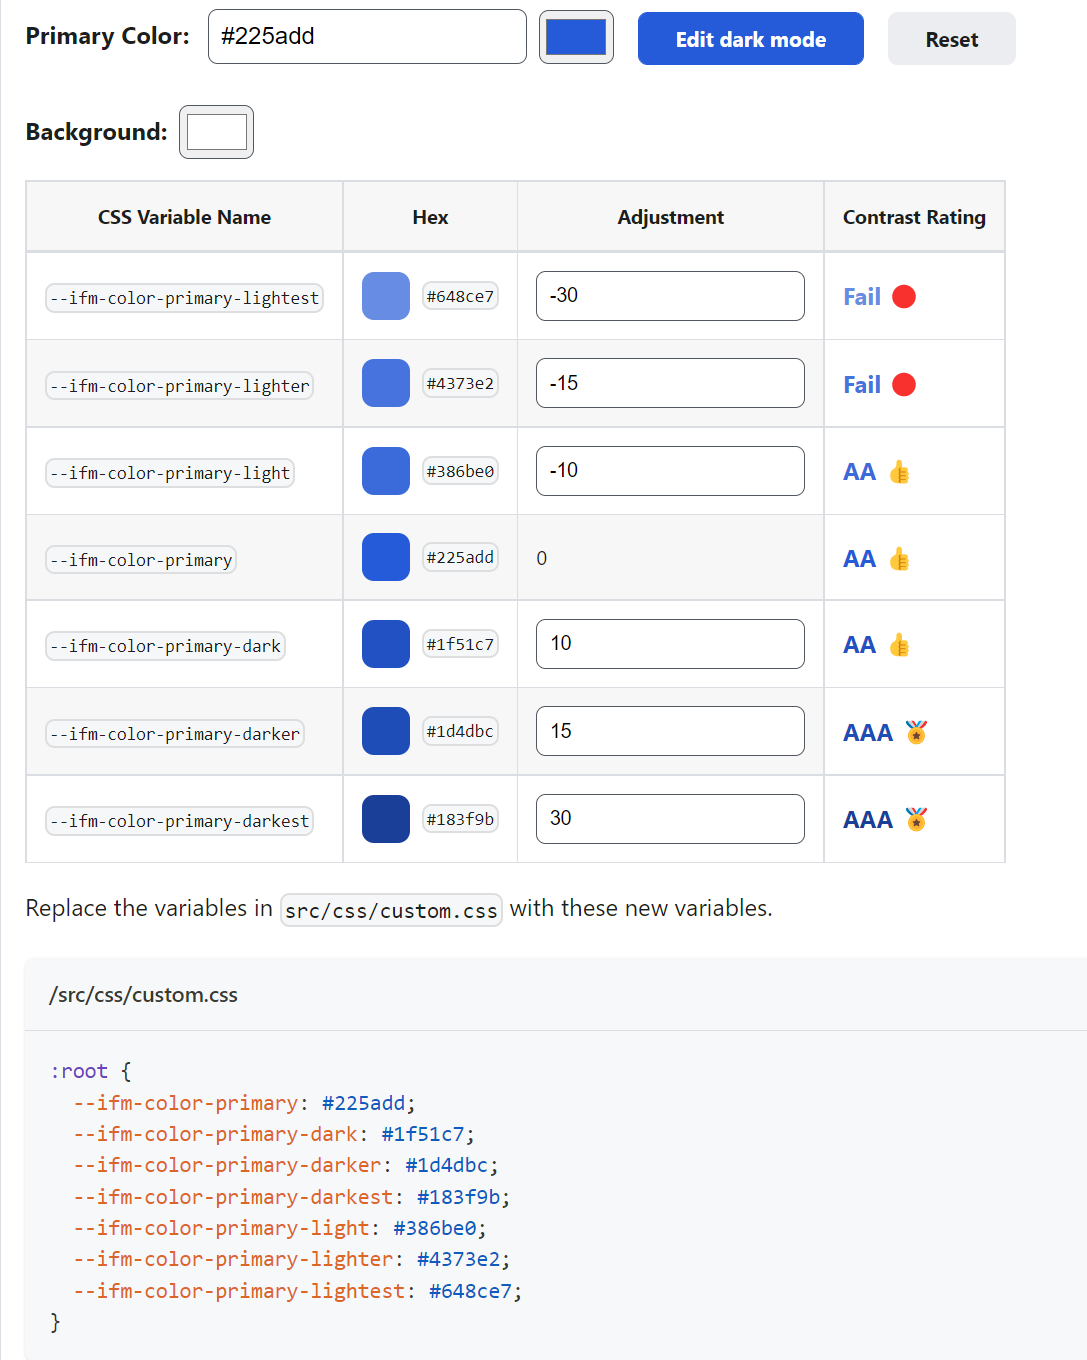 Primary Color: #225add Edit dark mode Reset
Background:
CSS Variable Name Hex Adjustment Contrast Rating
--ifm-color-primary-lightest #648ce7 -30 Fail 🔴
--ifm-color-primary-lighter #4373e2 -15 Fail 🔴
--ifm-color-primary-light #386be0 -10 AA 👍
--ifm-color-primary #225add 0 AA 👍
--ifm-color-primary-dark #1f51c7 10 AA 👍
--ifm-color-primary-darker #1d4dbc 15 AAA 🏅
--ifm-color-primary-darkest #183f9b 30 AAA 🏅
Replace the variables in src/css/custom.css with these new variables.
/src/css/custom.css
:root {
  --ifm-color-primary: #225add;
  --ifm-color-primary-dark: #1f51c7;
  --ifm-color-primary-darker: #1d4dbc;
  --ifm-color-primary-darkest: #183f9b;
  --ifm-color-primary-light: #386be0;
  --ifm-color-primary-lighter: #4373e2;
  --ifm-color-primary-lightest: #648ce7;
}